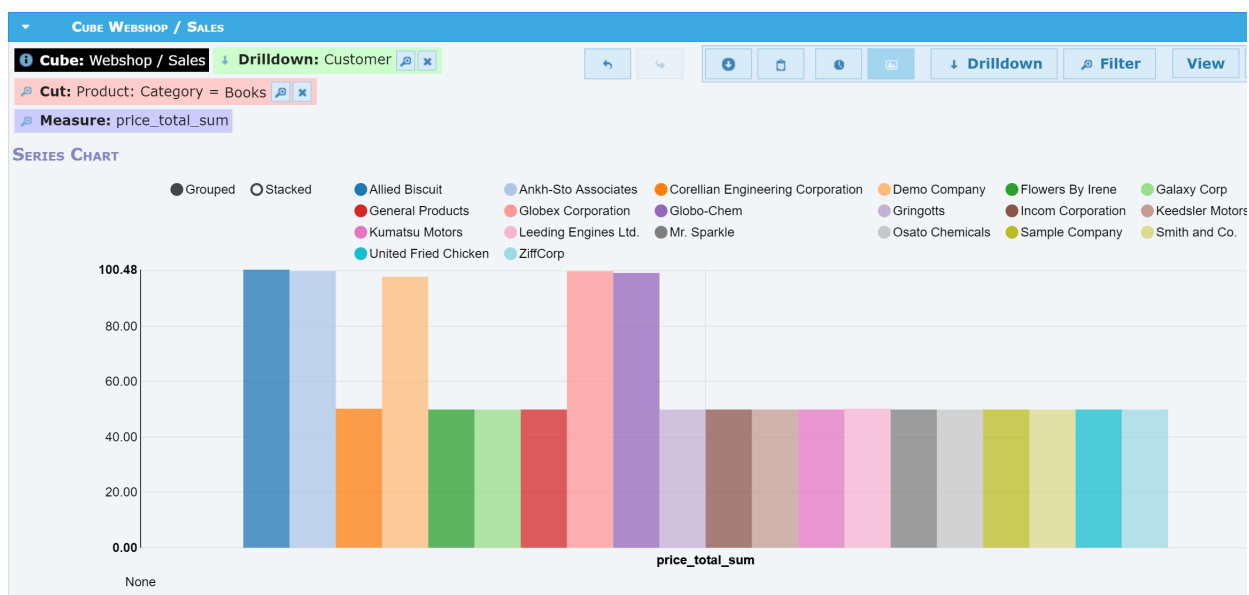 Cube Webshop / Sales
Cube: Webshop / Sales Drilldown: Customer Drilldown Filter View
Cut: Product: Category = Books
Measure: price_total_sum
Series Chart
Grouped Stacked Allied Biscuit Ankh-Sto Associates Corellian Engineering Corporation Demo Company Flowers By Irene Galaxy Corp
General Products Globex Corporation Globo-Chem Gringotts Incom Corporation Keedsler Motors
Kumatsu Motors Leeding Engines Ltd. Mr. Sparkle Osato Chemicals Sample Company Smith and Co.
United Fried Chicken ZiffCorp
100.48
80.00
60.00
40.00
20.00
0.00
price_total_sum
None